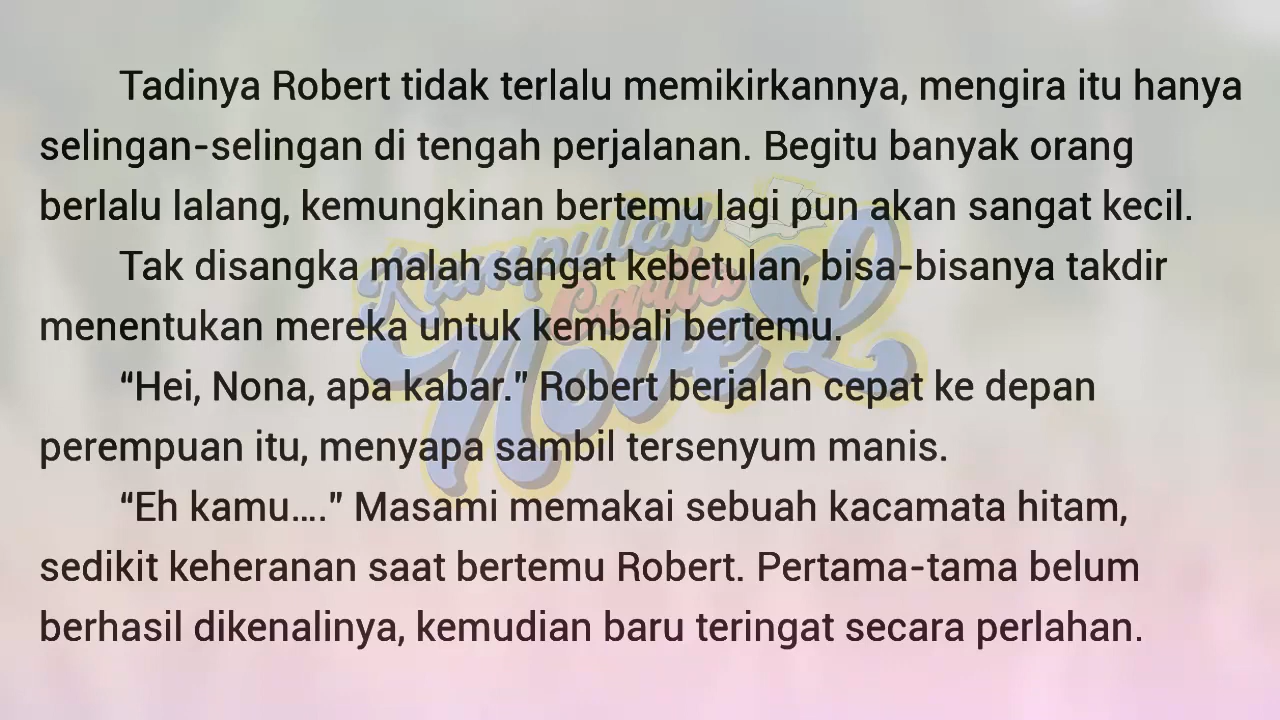 Tadinya Robert tidak terlalu memikirkannya, mengira itu hanya
selingan-selingan di tengah perjalanan. Begitu banyak orang
berlalu lalang, kemungkinan bertemu lagi pun akan sangat kecil.
Tak disangka malah sangat kebetulan, bisa-bisanya takdir
menentukan mereka untuk kembali bertemu.
“Hei, Nona, apa kabar.” Robert berjalan cepat ke depan
perempuan itu, menyapa sambil tersenyum manis.
“Eh kamu....” Masami memakai sebuah kacamata hitam,
sedikit keheranan saat bertemu Robert. Pertama-tama belum
berhasil dikenalinya, kemudian baru teringat secara perlahan.
Kumpulan
Cerita
NoveL